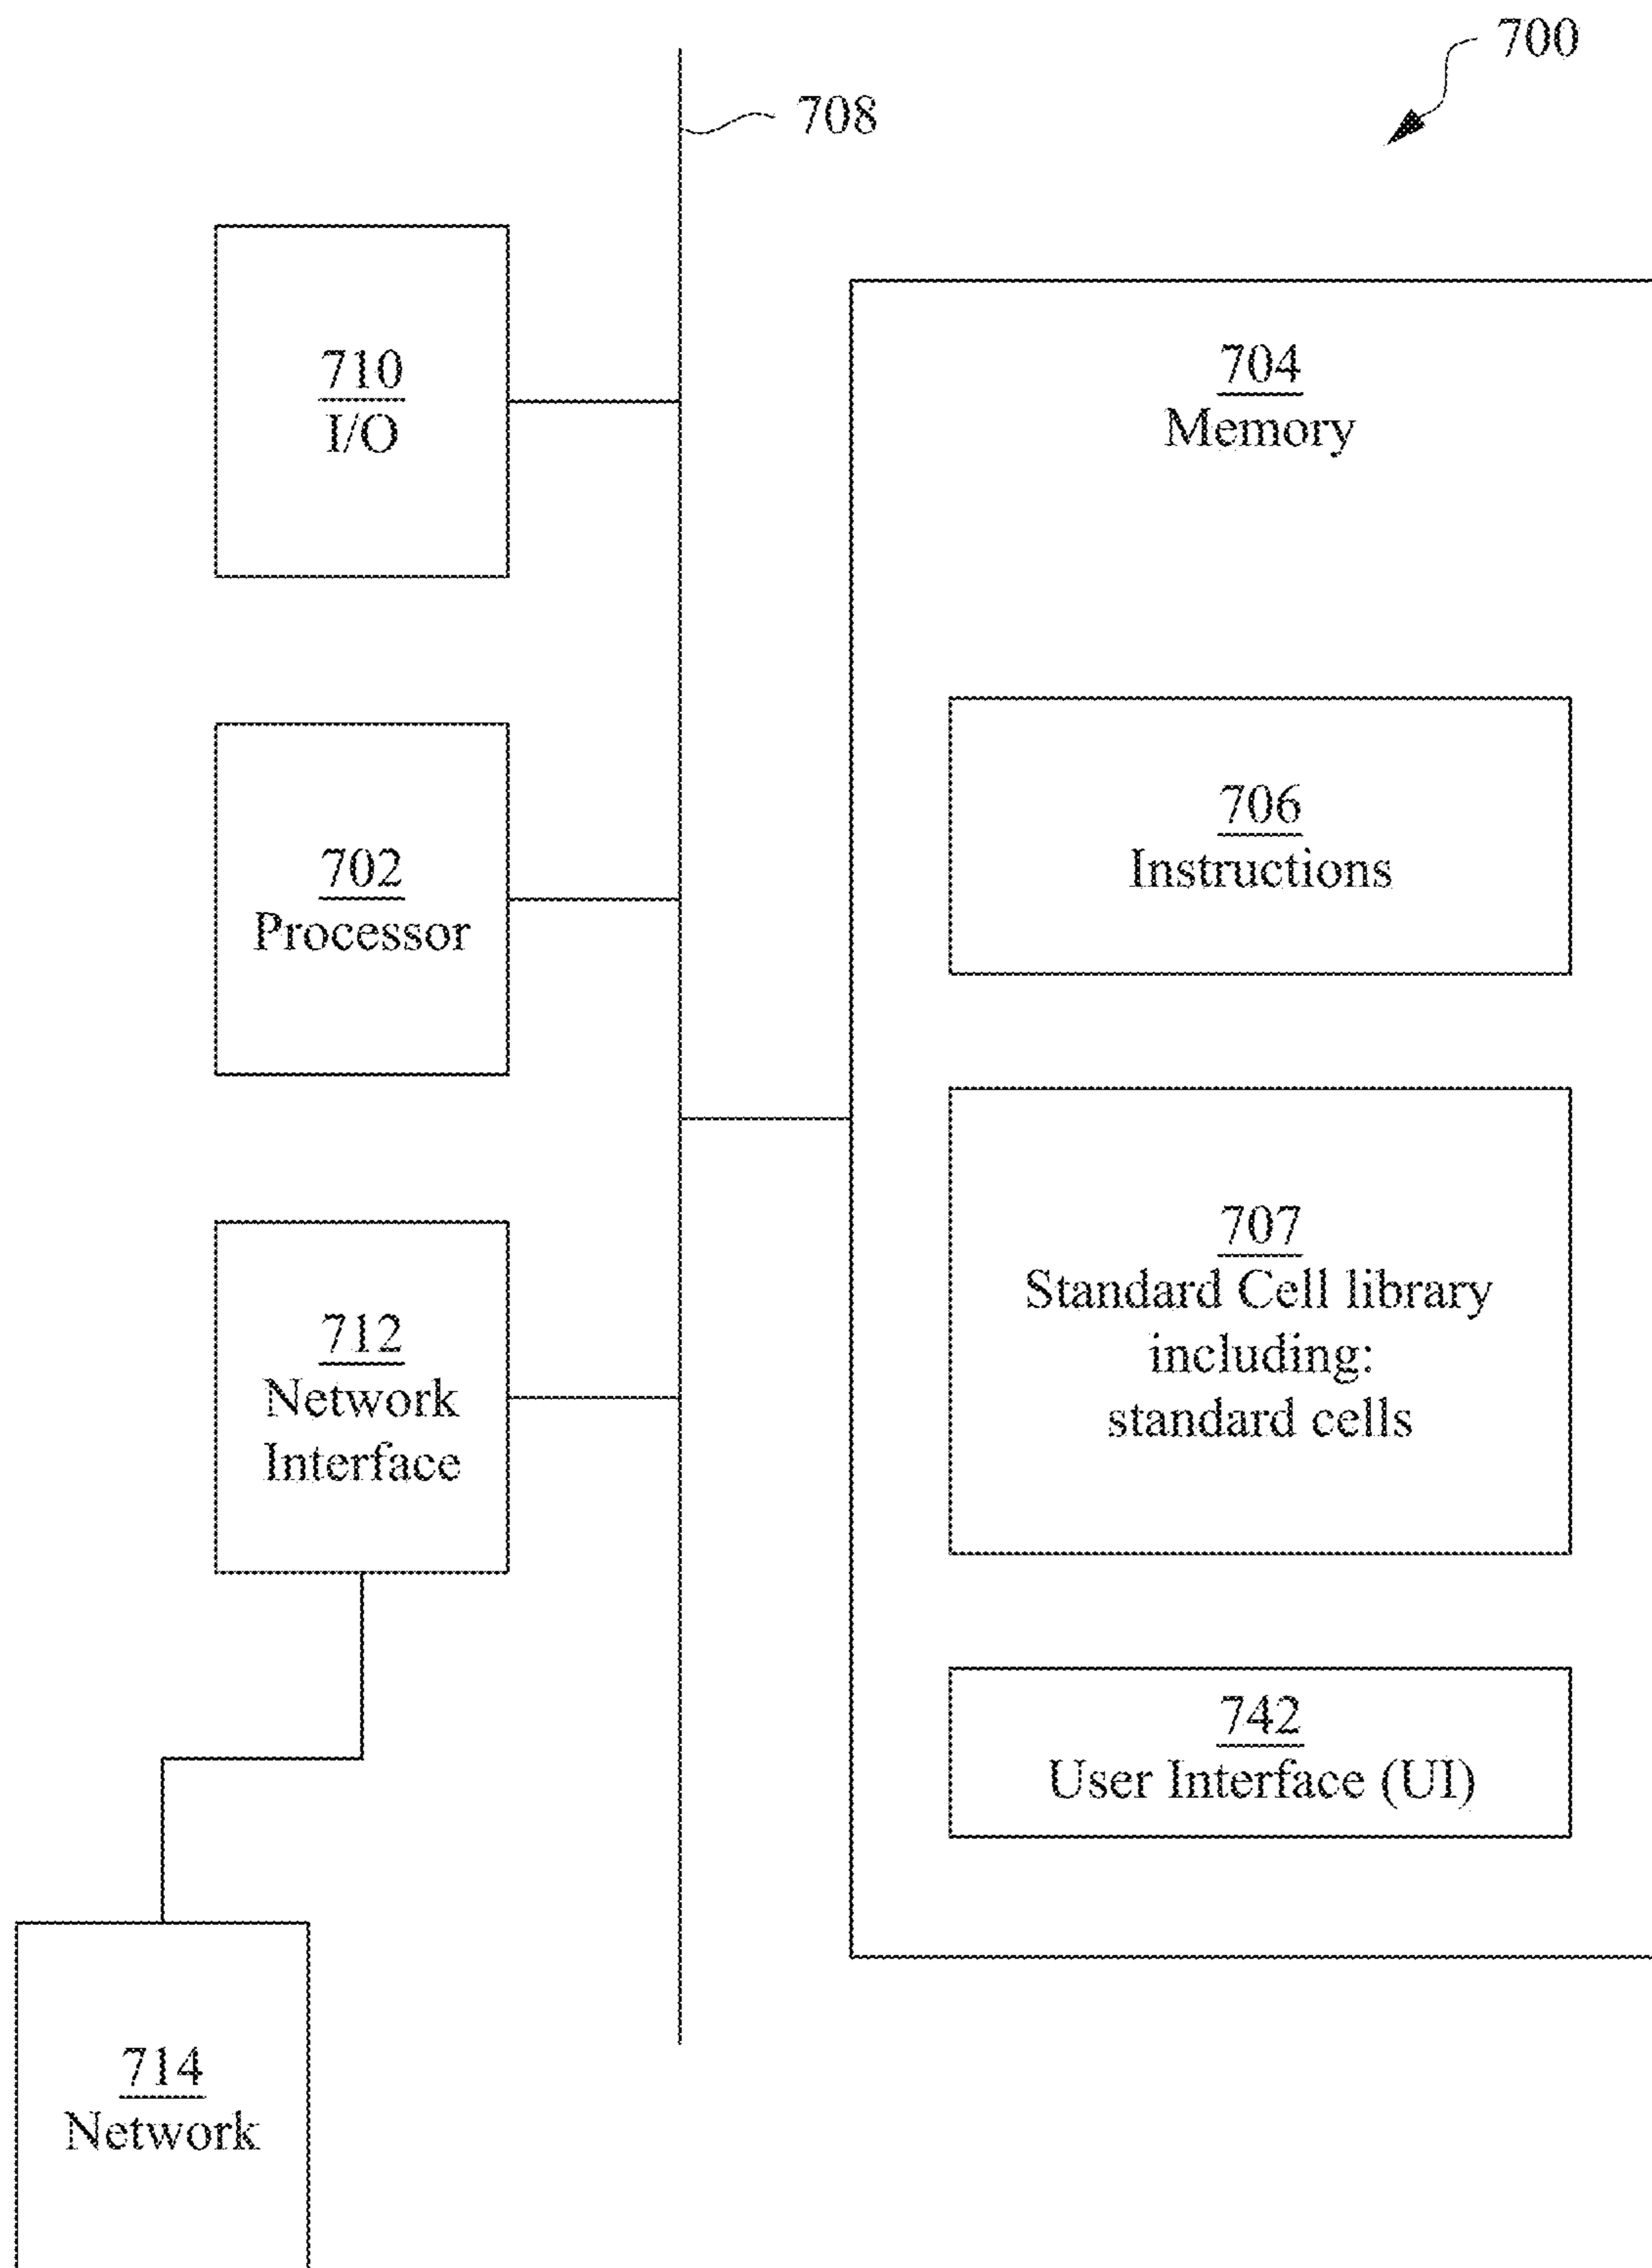 700
708
710
I/O
704
Memory
706
Instructions
702
Processor
707
Standard Cell library
including:
standard cells
712
Network
Interface
742
User Interface (UI)
714
Network